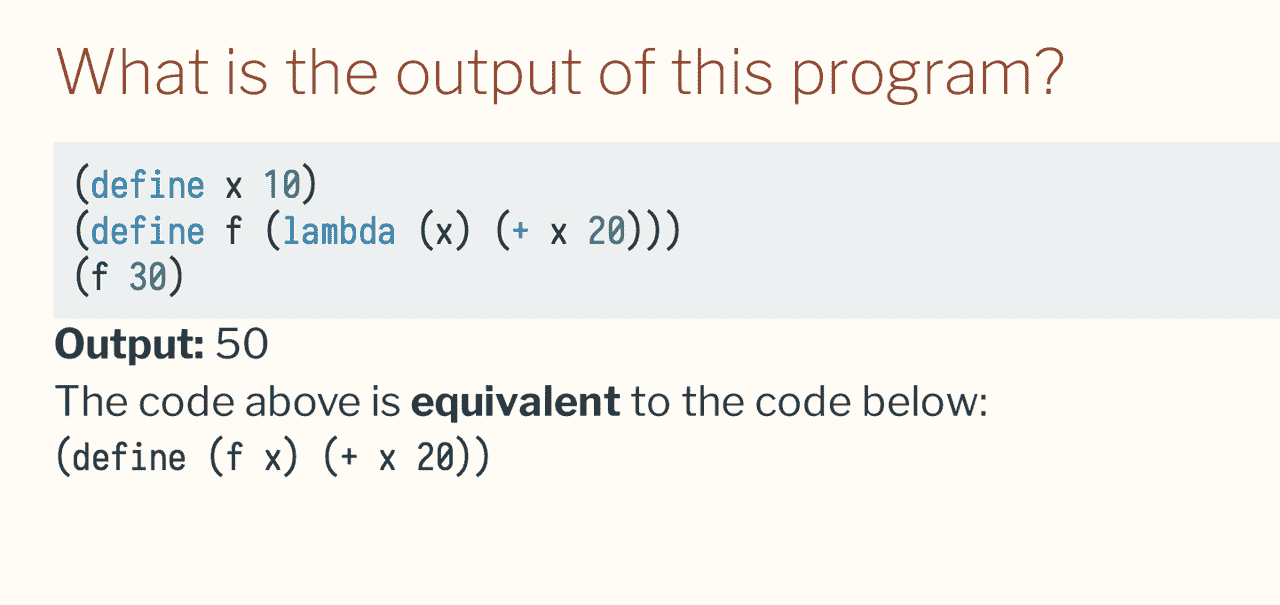 What is the output of this program?
(define x 10)
(define f (lambda (x) (+ x 20)))
(f 30)
Output: 50
The code above is equivalent to the code below:
(define (f x) (+ x 20))